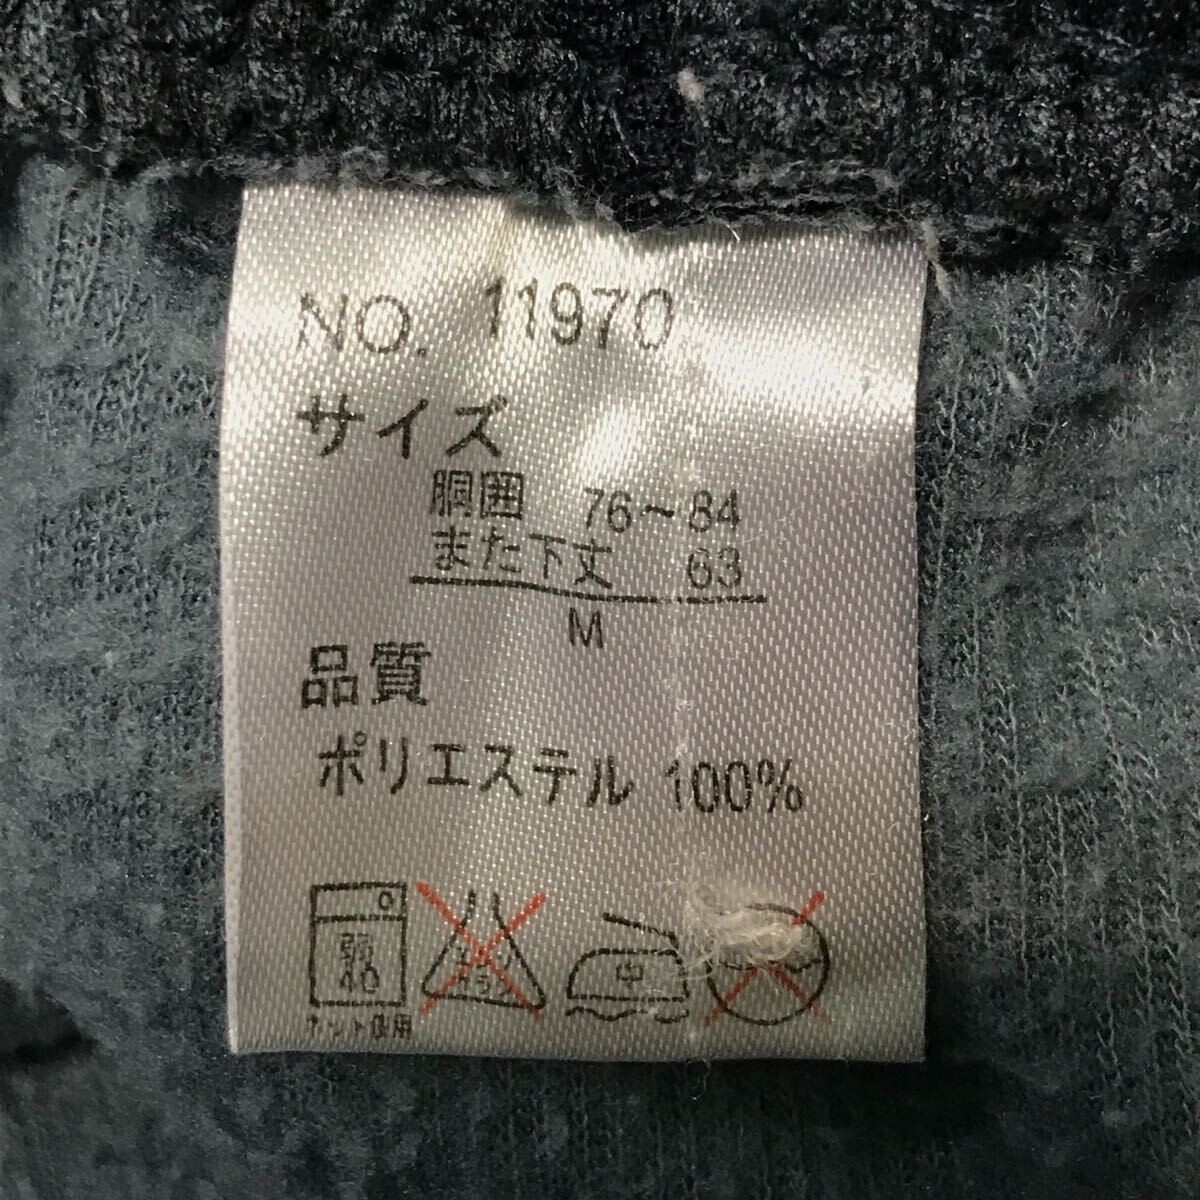 NO. 11970
サイズ
胴囲 76~84
また下丈 63
M
品質
ポリエステル 100%
弱
40
中
ネット使用